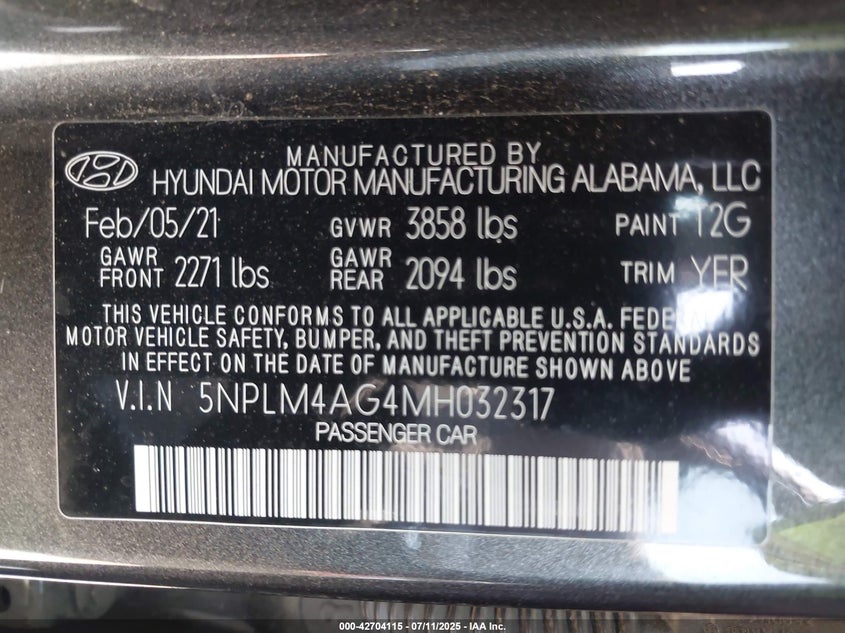 MANUFACTURED BY
HYUNDAI MOTOR MANUFACTURING ALABAMA, LLC
Feb/05/21 GVWR 3858 lbs PAINT T2G
GAWR FRONT 2271 lbs GAWR REAR 2094 lbs TRIM YFR
THIS VEHICLE CONFORMS TO ALL APPLICABLE U.S.A. FEDERAL
MOTOR VEHICLE SAFETY, BUMPER, AND THEFT PREVENTION STANDARDS
IN EFFECT ON THE DATE OF MANUFACTURE SHOWN ABOVE
V.I.N 5NPLM4AG4MH032317
PASSENGER CAR
000-42704115 - 07/11/2025 - IAA Inc.